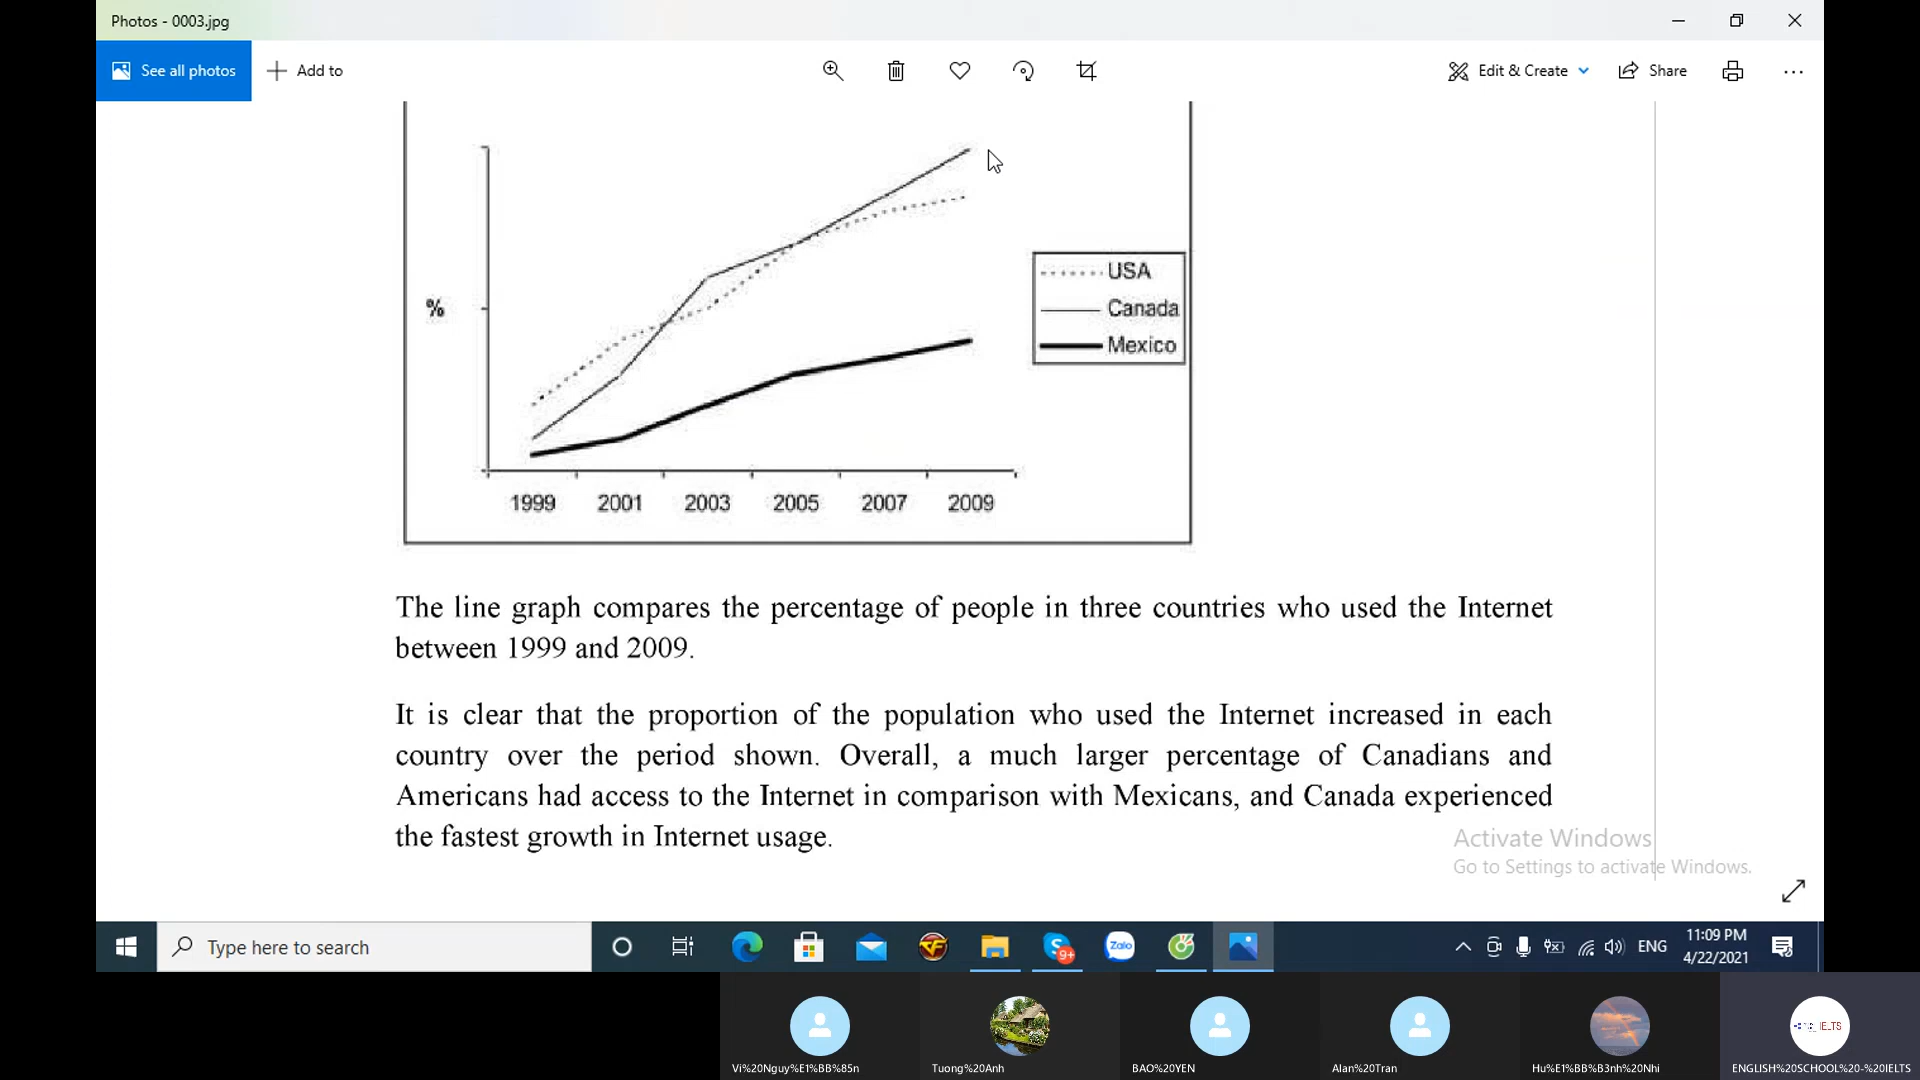 Photos - 0003.jpg
See all photos
Add to
Edit & Create
Share
%
USA
Canada
Mexico
1999 2001 2003 2005 2007 2009
The line graph compares the percentage of people in three countries who used the Internet
between 1999 and 2009.
It is clear that the proportion of the population who used the Internet increased in each
country over the period shown. Overall, a much larger percentage of Canadians and
Americans had access to the Internet in comparison with Mexicans, and Canada experienced
the fastest growth in Internet usage.
Activate Windows
Go to Settings to activate Windows.
Type here to search
9+
Zalo
ENG
11:09 PM
4/22/2021
IELTS
Vi%20Nguy%E1%BB%85n
Tuong%20Anh
BAO%20YEN
Alan%20Tran
Hu%E1%BB%B3nh%20Nhi
ENGLISH%20SCHOOL%20-%20IELTS